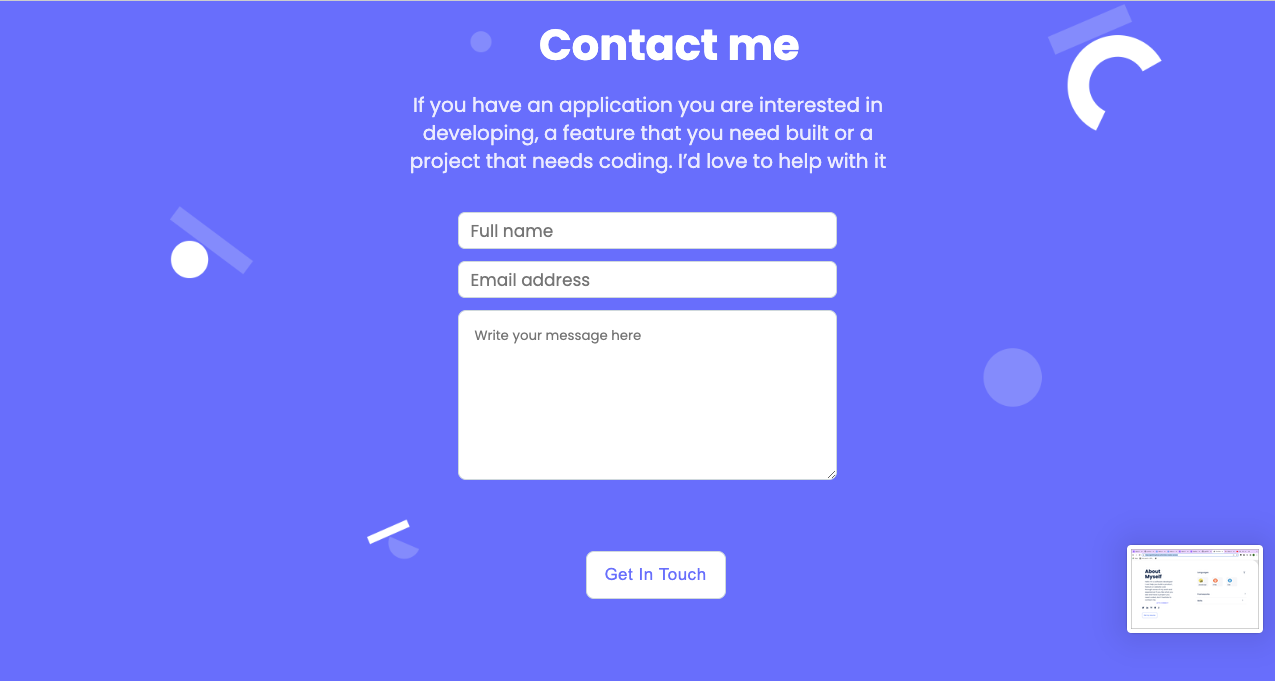 Contact me
If you have an application you are interested in
developing, a feature that you need built or a
project that needs coding. I’d love to help with it
Full name
Email address
Write your message here
Get In Touch
About
Myself